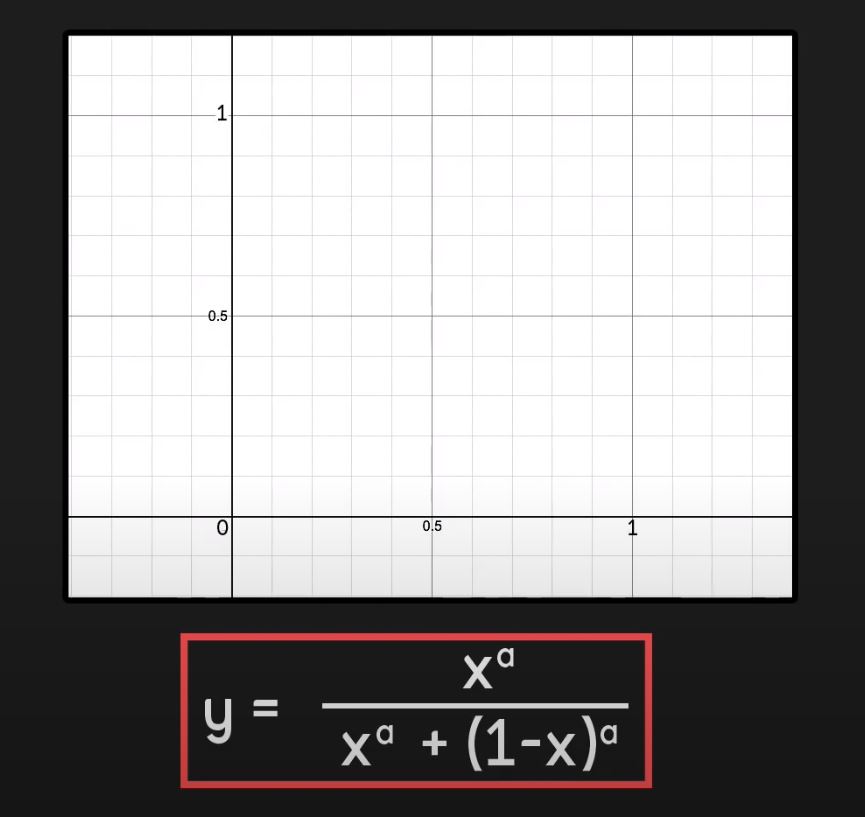 1
0.5
0 0.5 1
y = xᵃ / xᵃ + (1-x)ᵃ